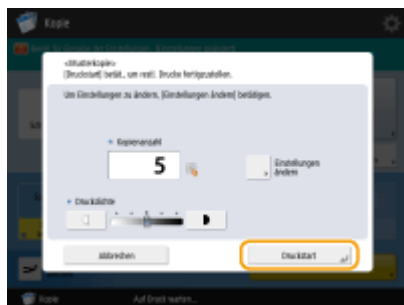 Kopie
<Musterkopie>
[Druckstart] betät., um restl. Drucke fertigzustellen.
Um Einstellungen zu ändern, [Einstellungen Ändern] betätigen.
Kopienanzahl
5
Einstellungen
Ändern
Druckdichte
Abbrechen
Druckstart
Kopie
Auf Druck warten...